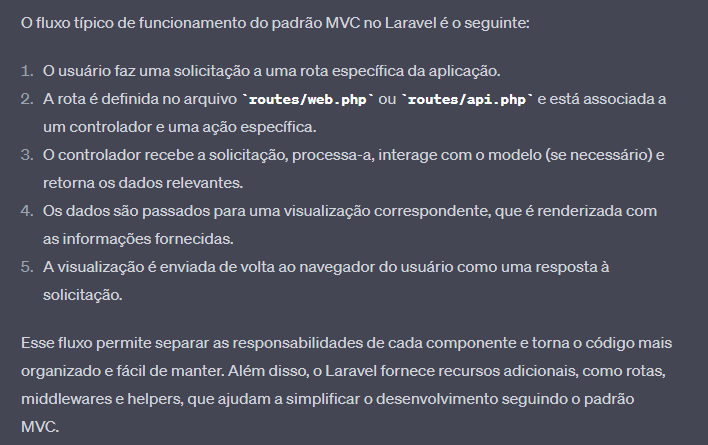 O fluxo típico de funcionamento do padrão MVC no Laravel é o seguinte:
1. O usuário faz uma solicitação a uma rota específica da aplicação.
2. A rota é definida no arquivo `routes/web.php` ou `routes/api.php` e está associada a
um controlador e uma ação específica.
3. O controlador recebe a solicitação, processa-a, interage com o modelo (se necessário) e
retorna os dados relevantes.
4. Os dados são passados para uma visualização correspondente, que é renderizada com
as informações fornecidas.
5. A visualização é enviada de volta ao navegador do usuário como uma resposta à
solicitação.
Esse fluxo permite separar as responsabilidades de cada componente e torna o código mais
organizado e fácil de manter. Além disso, o Laravel fornece recursos adicionais, como rotas,
middlewares e helpers, que ajudam a simplificar o desenvolvimento seguindo o padrão
MVC.